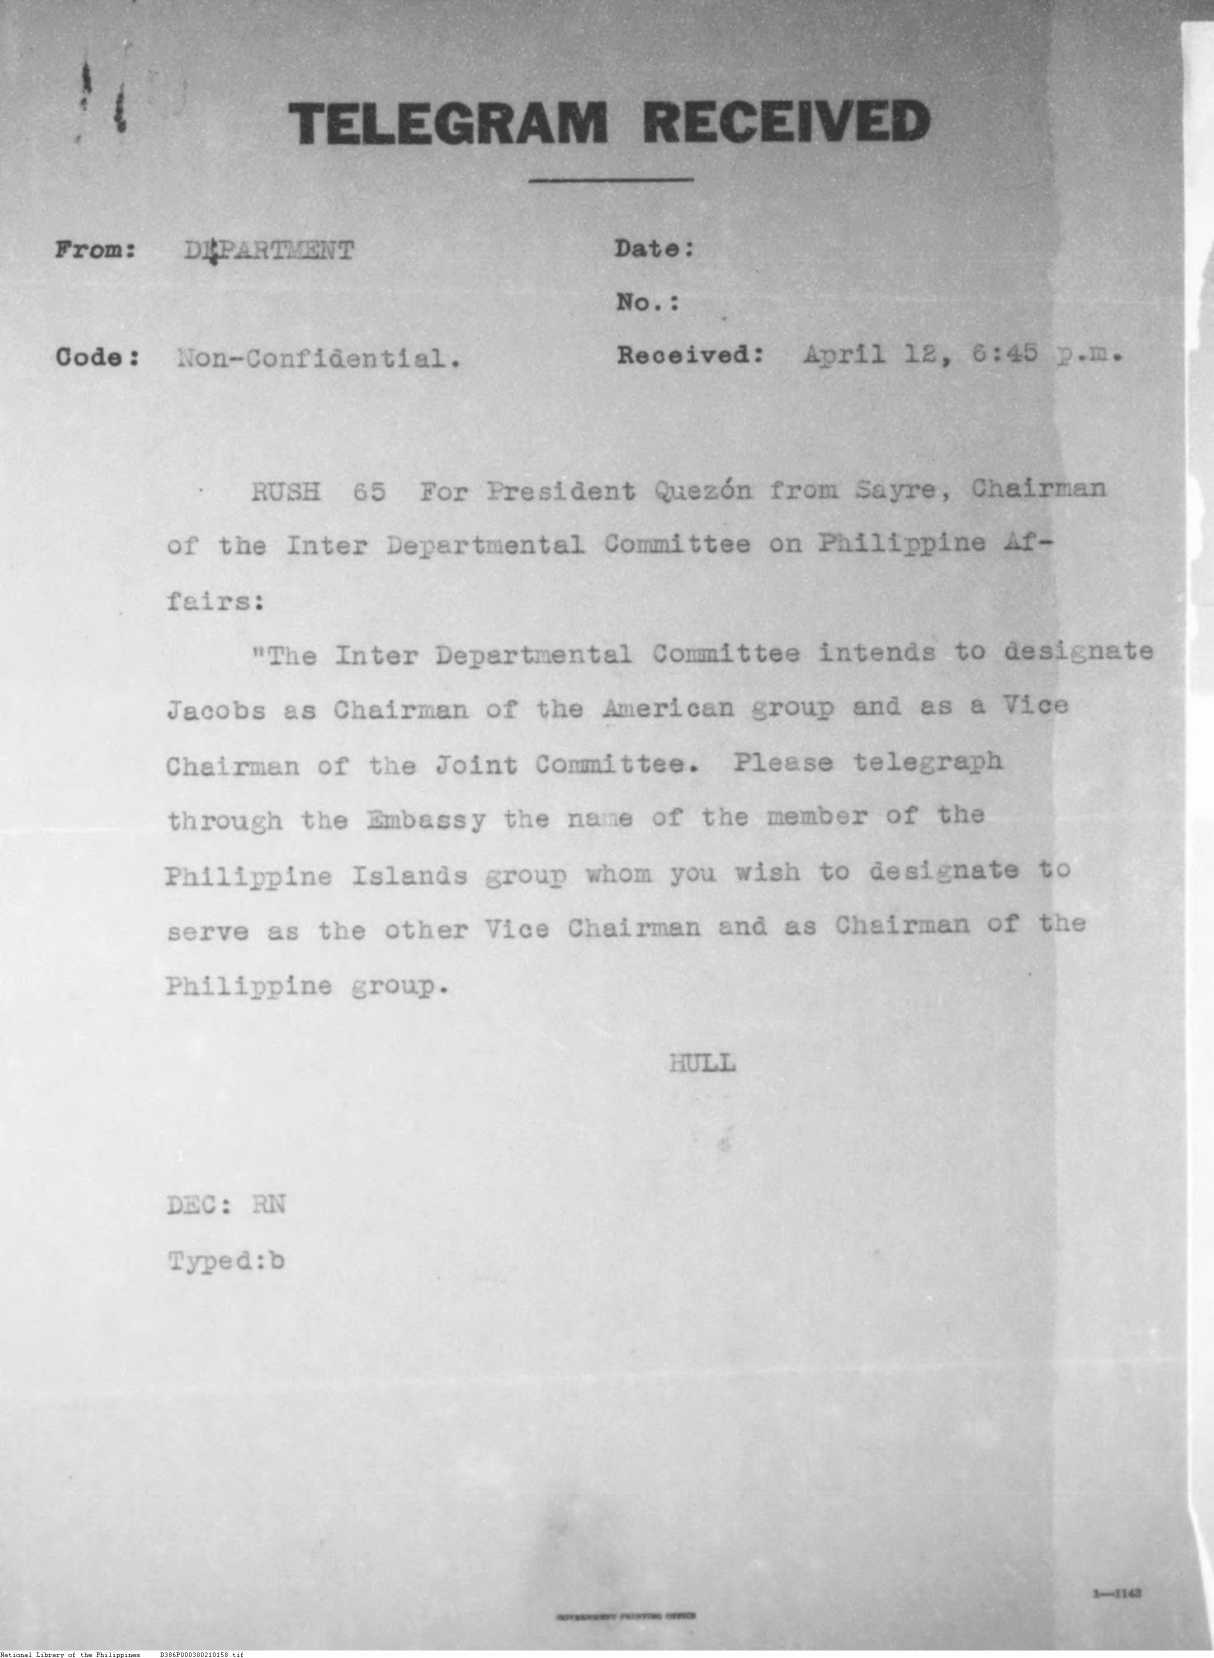 TELEGRAM RECEIVED
From: DEPARTMENT Date:
No.:
Code: Non-Confidential. Received: April 12, 6:45 p.m.
RUSH 65 For President Quezón from Sayre, Chairman
of the Inter Departmental Committee on Philippine Af-
fairs:
"The Inter Departmental Committee intends to designate
Jacobs as Chairman of the American group and as a Vice
Chairman of the Joint Committee. Please telegraph
through the Embassy the name of the member of the
Philippine Islands group whom you wish to designate to
serve as the other Vice Chairman and as Chairman of the
Philippine group.
HULL
DEC: RN
Typed:b
1—1143
GOVERNMENT PRINTING OFFICE
National Library of the Philippines B386P000380210158.tif